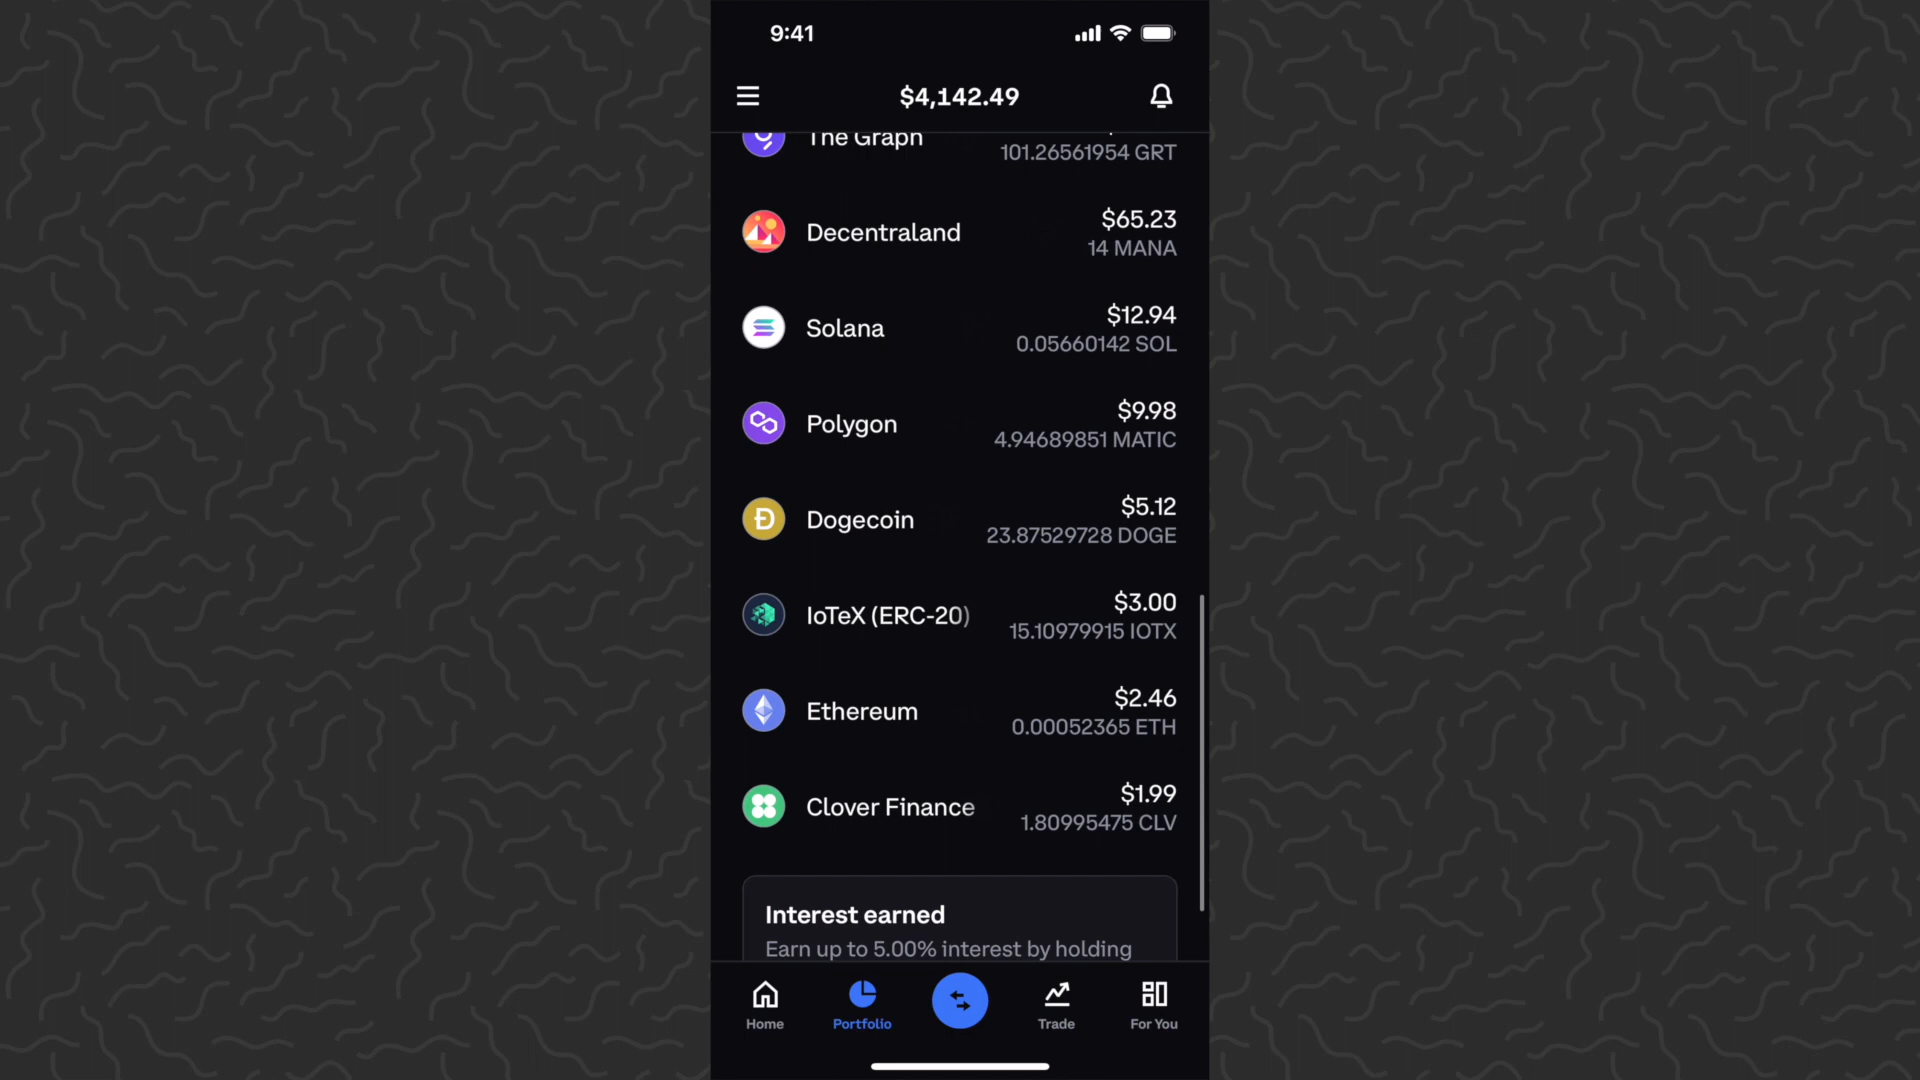 9:41
$4,142.49
The Graph
101.26561954 GRT
Decentraland
$65.23
14 MANA
Solana
$12.94
0.05660142 SOL
Polygon
$9.98
4.94689851 MATIC
Dogecoin
$5.12
23.87529728 DOGE
IoTeX (ERC-20)
$3.00
15.10979915 IOTX
Ethereum
$2.46
0.00052365 ETH
Clover Finance
$1.99
1.80995475 CLV
Interest earned
Earn up to 5.00% interest by holding
Home
Portfolio
Trade
For You